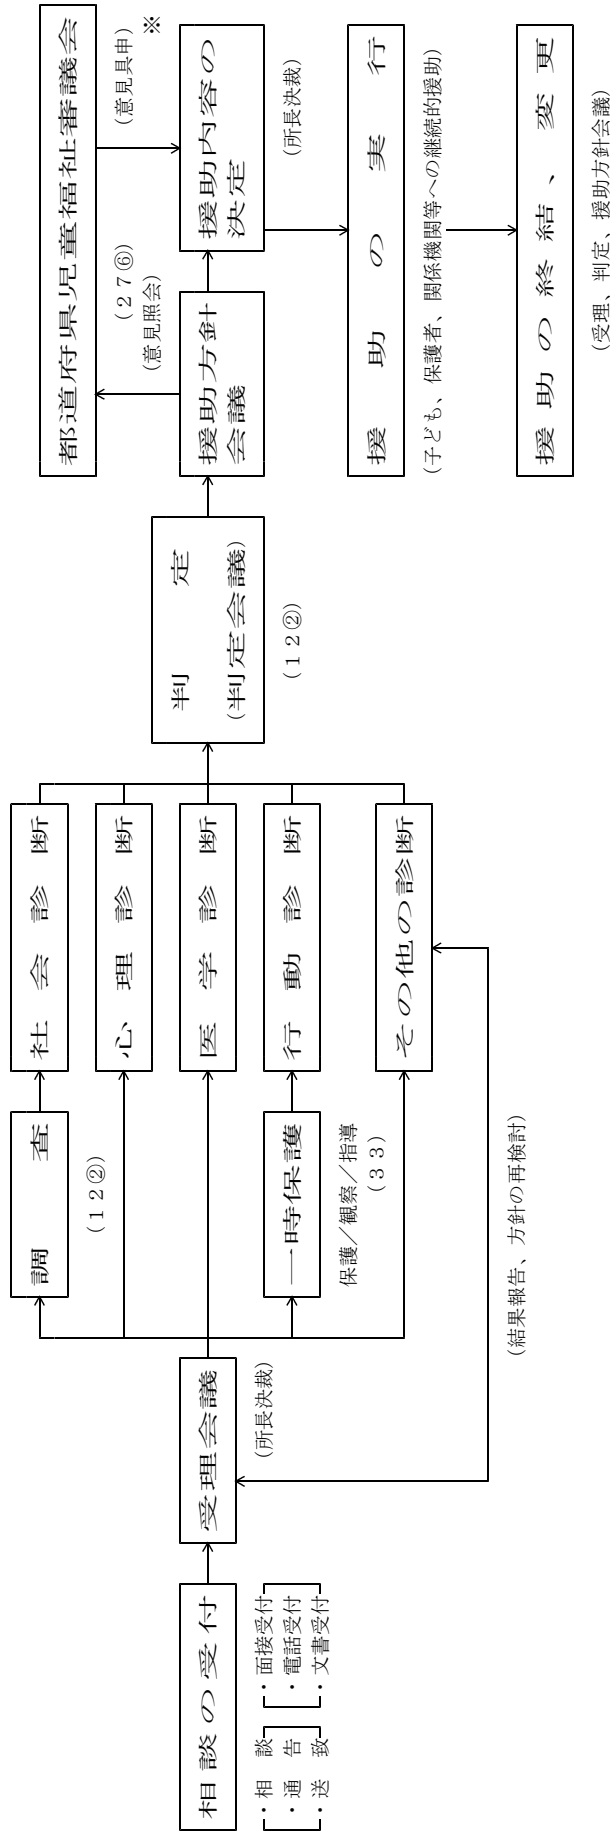 相談の受付
・相　談
・通　告
・送　致
・面接受付
・電話受付
・文書受付
受理会議
（所長決裁）
調　査
（１２②）
一時保護
保護／観察／指導
（３３）
社会診断
心理診断
医学診断
行動診断
その他の診断
（結果報告、方針の再検討）
判　定
（判定会議）
（１２②）
援助方針
会議
都道府県児童福祉審議会
（２７⑥）
（意見照会）
（意見具申）
※
援助内容の
決定
（所長決裁）
援助の実行
（子ども、保護者、関係機関等への継続的援助）
援助の終結、変更
（受理、判定、援助方針会議）